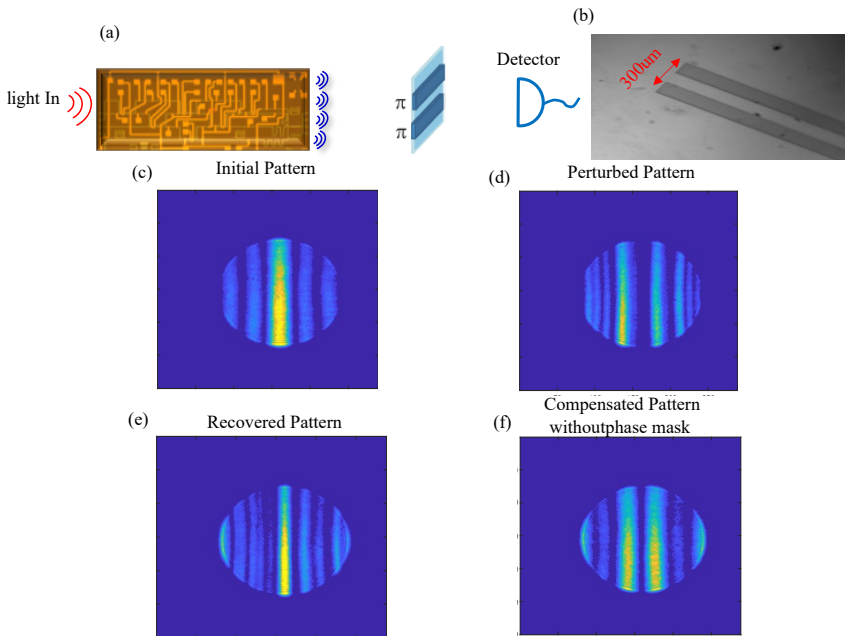 (a)
(b)
light In
π
π
Detector
300um
(c)
Initial Pattern
(d)
Perturbed Pattern
(e)
Recovered Pattern
(f)
Compensated Pattern
withoutphase mask